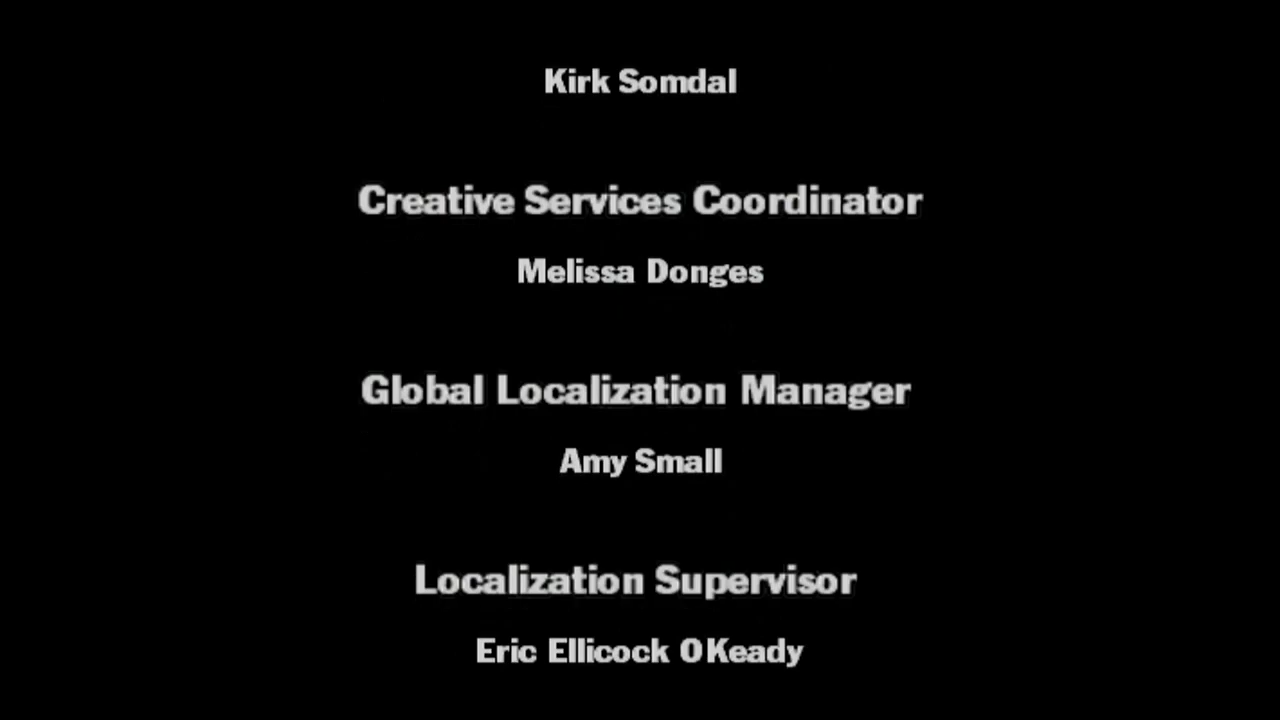 Kirk Somdal
Creative Services Coordinator
Melissa Donges
Global Localization Manager
Amy Small
Localization Supervisor
Eric Ellicock OKeady